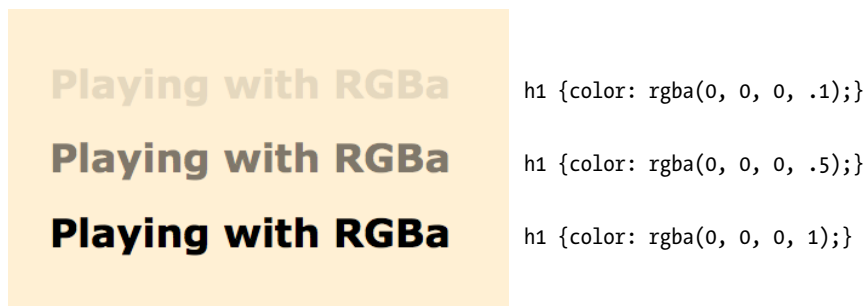 Playing with RGBa h1 {color: rgba(0, 0, 0, .1);}
Playing with RGBa h1 {color: rgba(0, 0, 0, .5);}
Playing with RGBa h1 {color: rgba(0, 0, 0, 1);}